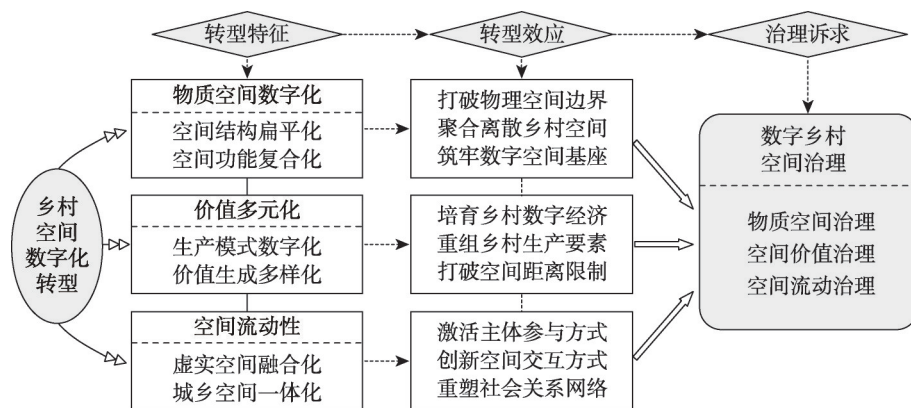 转型特征
转型效应
治理诉求
乡村
空间
数字化
转型
物质空间数字化
空间结构扁平化
空间功能复合化
价值多元化
生产模式数字化
价值生成多样化
空间流动性
虚实空间融合化
城乡空间一体化
打破物理空间边界
聚合离散乡村空间
筑牢数字空间基座
培育乡村数字经济
重组乡村生产要素
打破空间距离限制
激活主体参与方式
创新空间交互方式
重塑社会关系网络
数字乡村
空间治理
物质空间治理
空间价值治理
空间流动治理